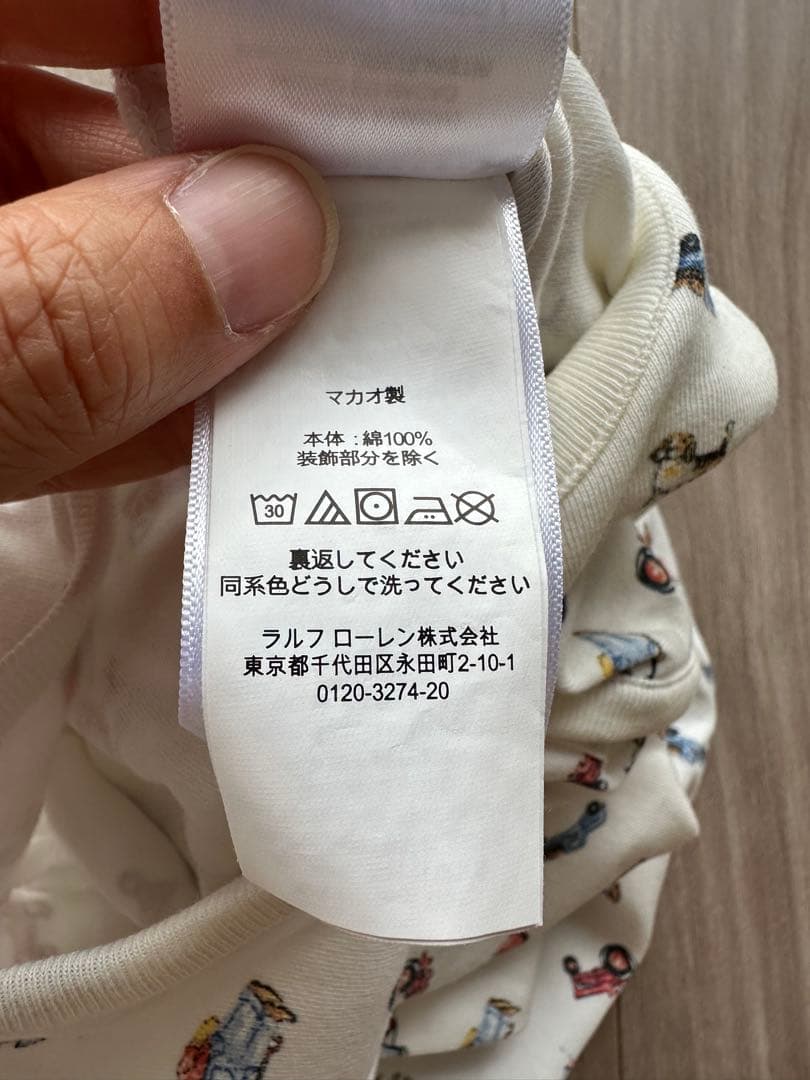 マカオ製
本体 : 綿100%
装飾部分を除く
30
裏返してください
同系色どうしで洗ってください
ラルフ ローレン株式会社
東京都千代田区永田町2-10-1
0120-3274-20